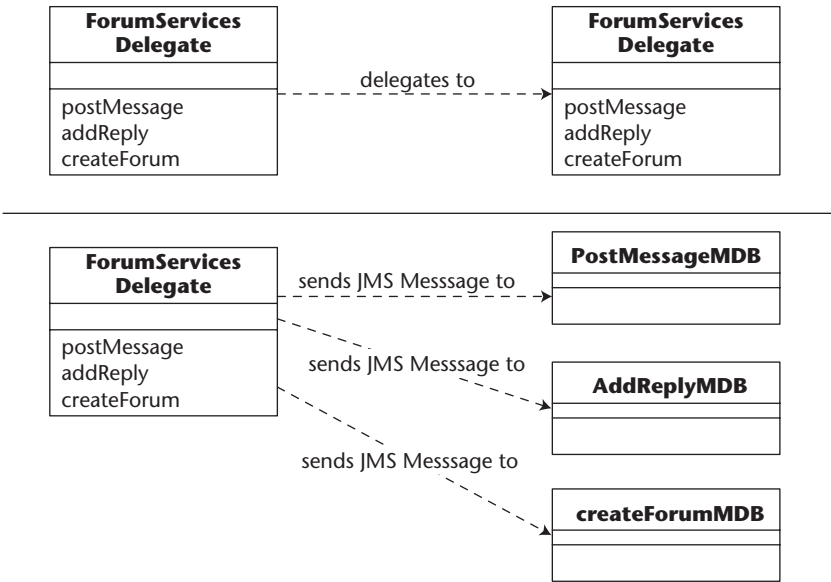 ForumServices
Delegate
postMessage
addReply
createForum
delegates to
ForumServices
Delegate
postMessage
addReply
createForum
ForumServices
Delegate
postMessage
addReply
createForum
sends JMS Messsage to
PostMessageMDB
sends JMS Messsage to
AddReplyMDB
sends JMS Messsage to
createForumMDB